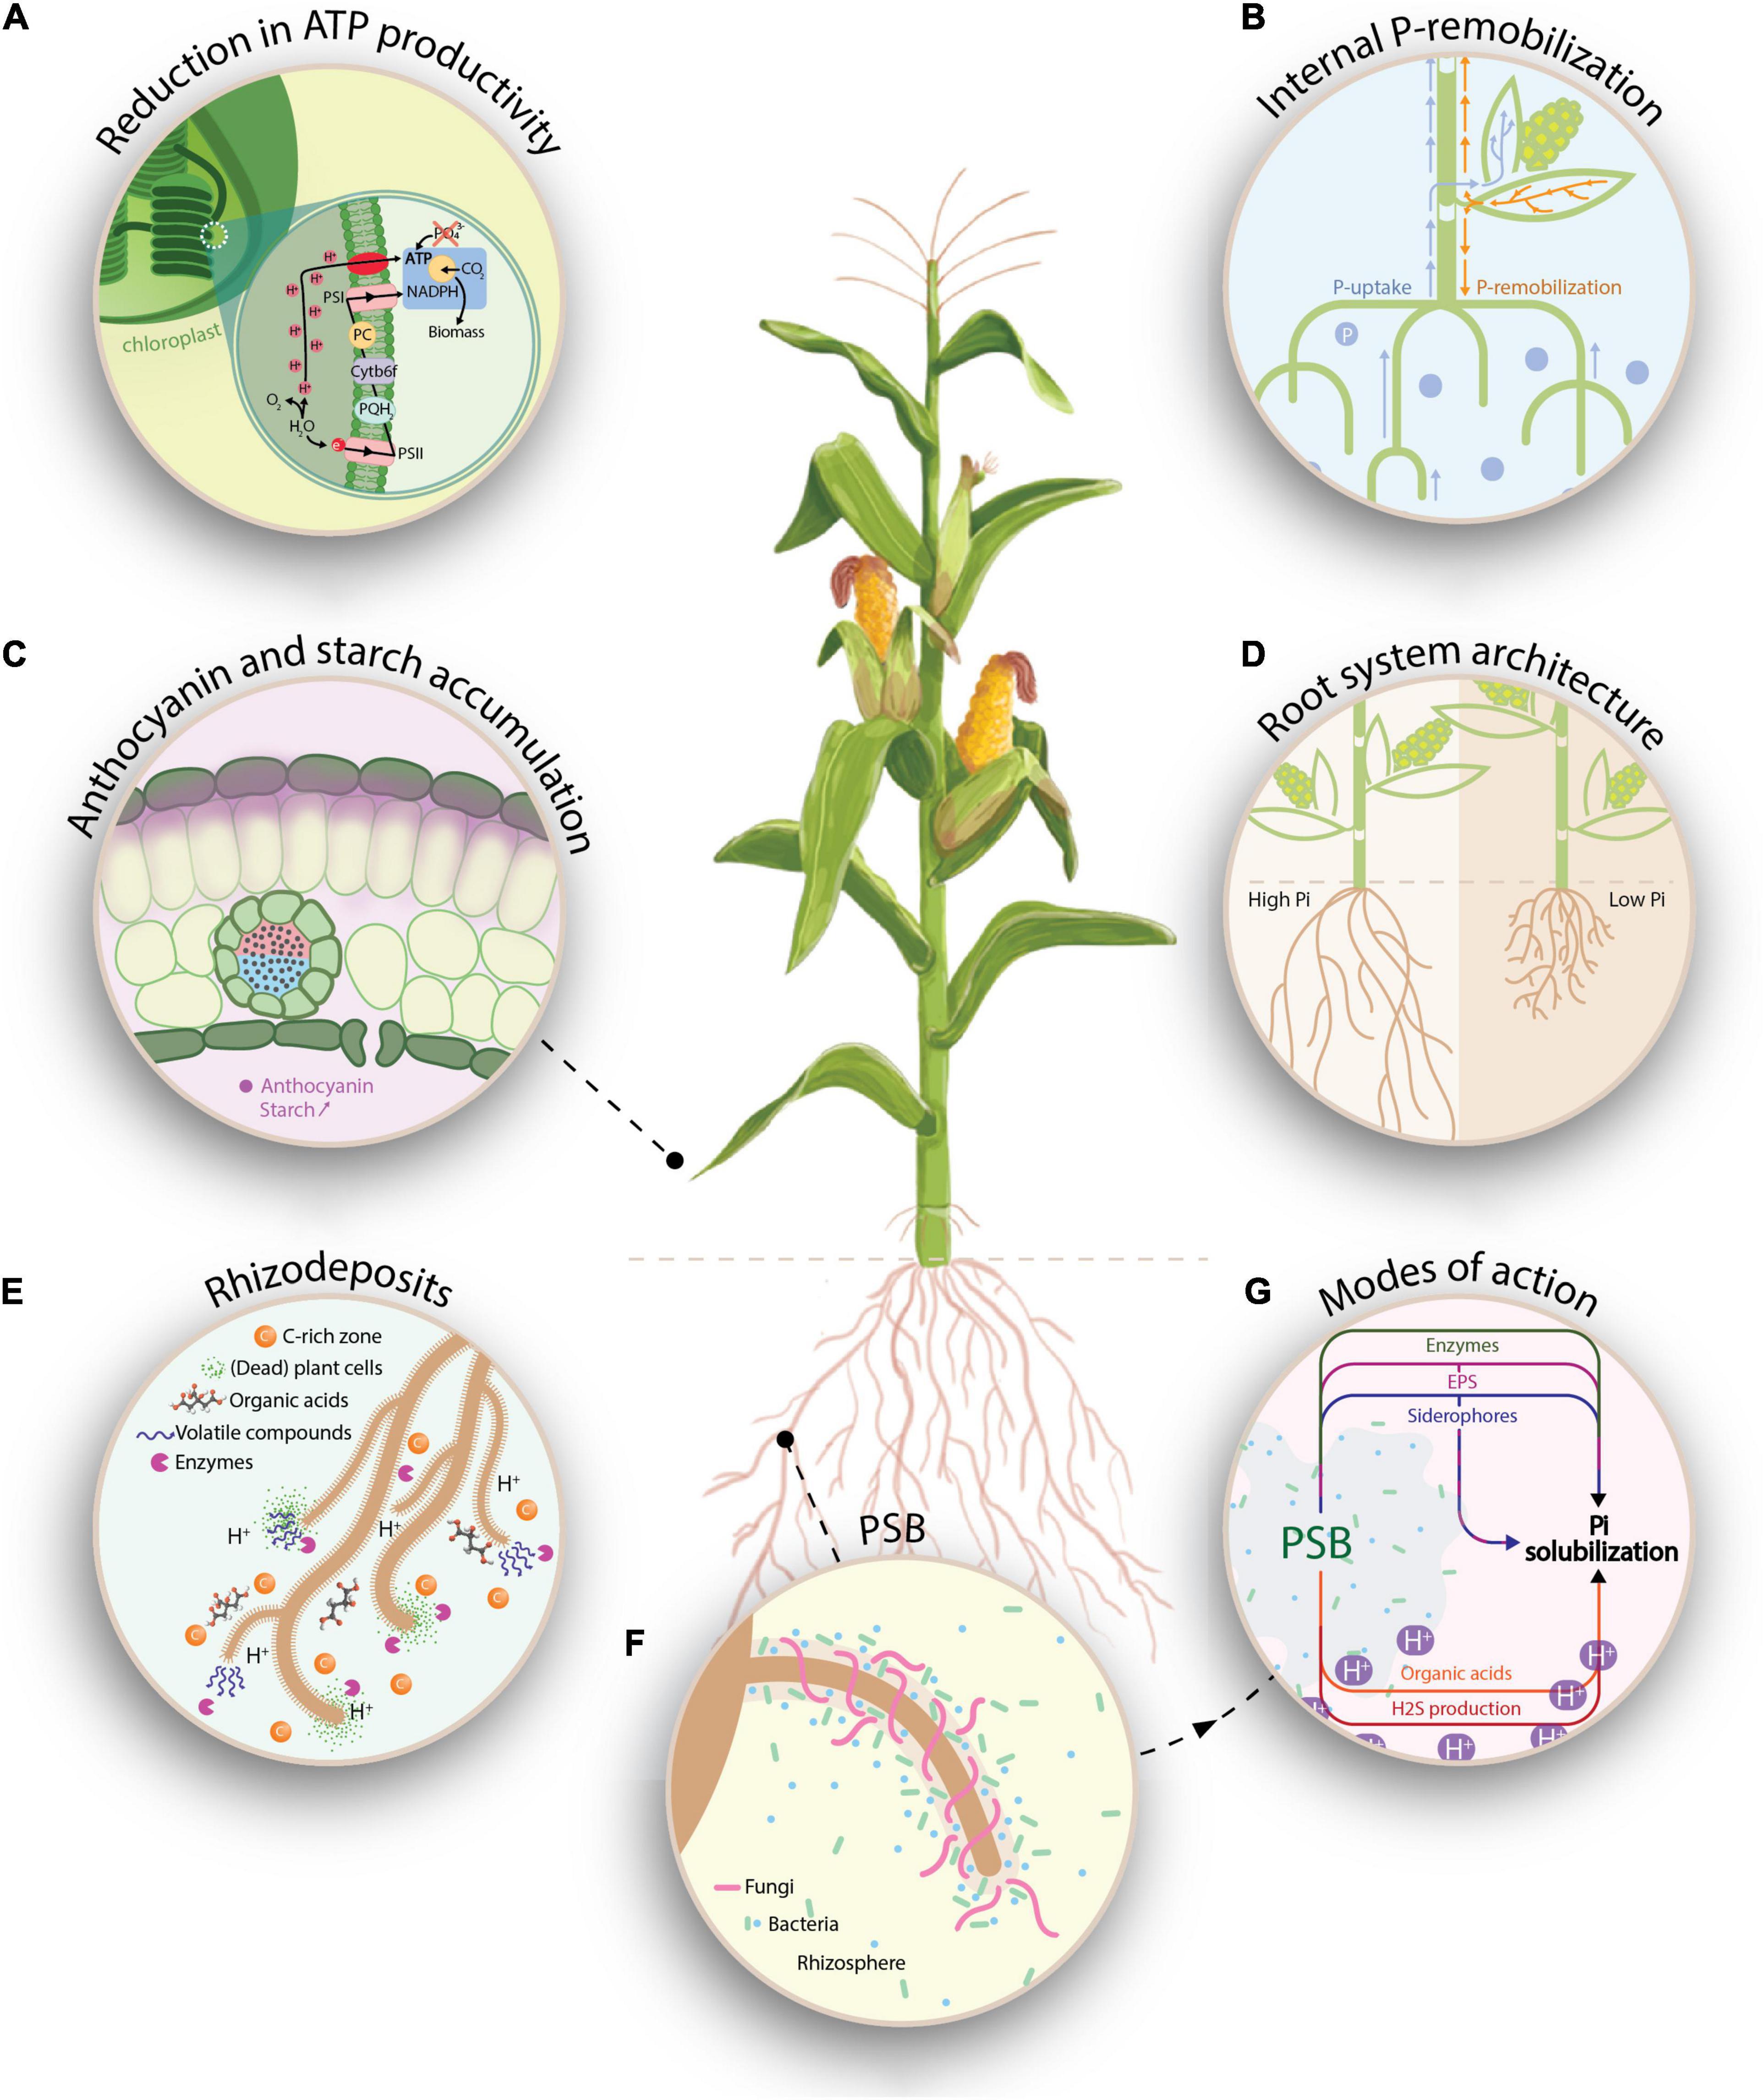 A
Reduction in ATP productivity
PO₄³⁻
ATP
CO₂
NADPH
Biomass
PSI
PC
Cytb6f
PQH₂
PSII
e⁻
H⁺
H⁺
H⁺
H⁺
H⁺
H⁺
H⁺
H⁺
O₂
H₂O
chloroplast
B
Internal P-remobilization
P-uptake
P-remobilization
P
C
Anthocyanin and starch accumulation
Anthocyanin
Starch
D
Root system architecture
High Pi
Low Pi
E
Rhizodeposits
C C-rich zone
(Dead) plant cells
Organic acids
Volatile compounds
Enzymes
C
H⁺
C
H⁺
H⁺
C
C
C
C
H⁺
C
C
H⁺
C
PSB
F
Fungi
Bacteria
Rhizosphere
G
Modes of action
Enzymes
EPS
Siderophores
PSB
Pi
solubilization
H⁺
H⁺
H⁺
Organic acids
H⁺
H2S production
H⁺
H⁺
H⁺
H⁺